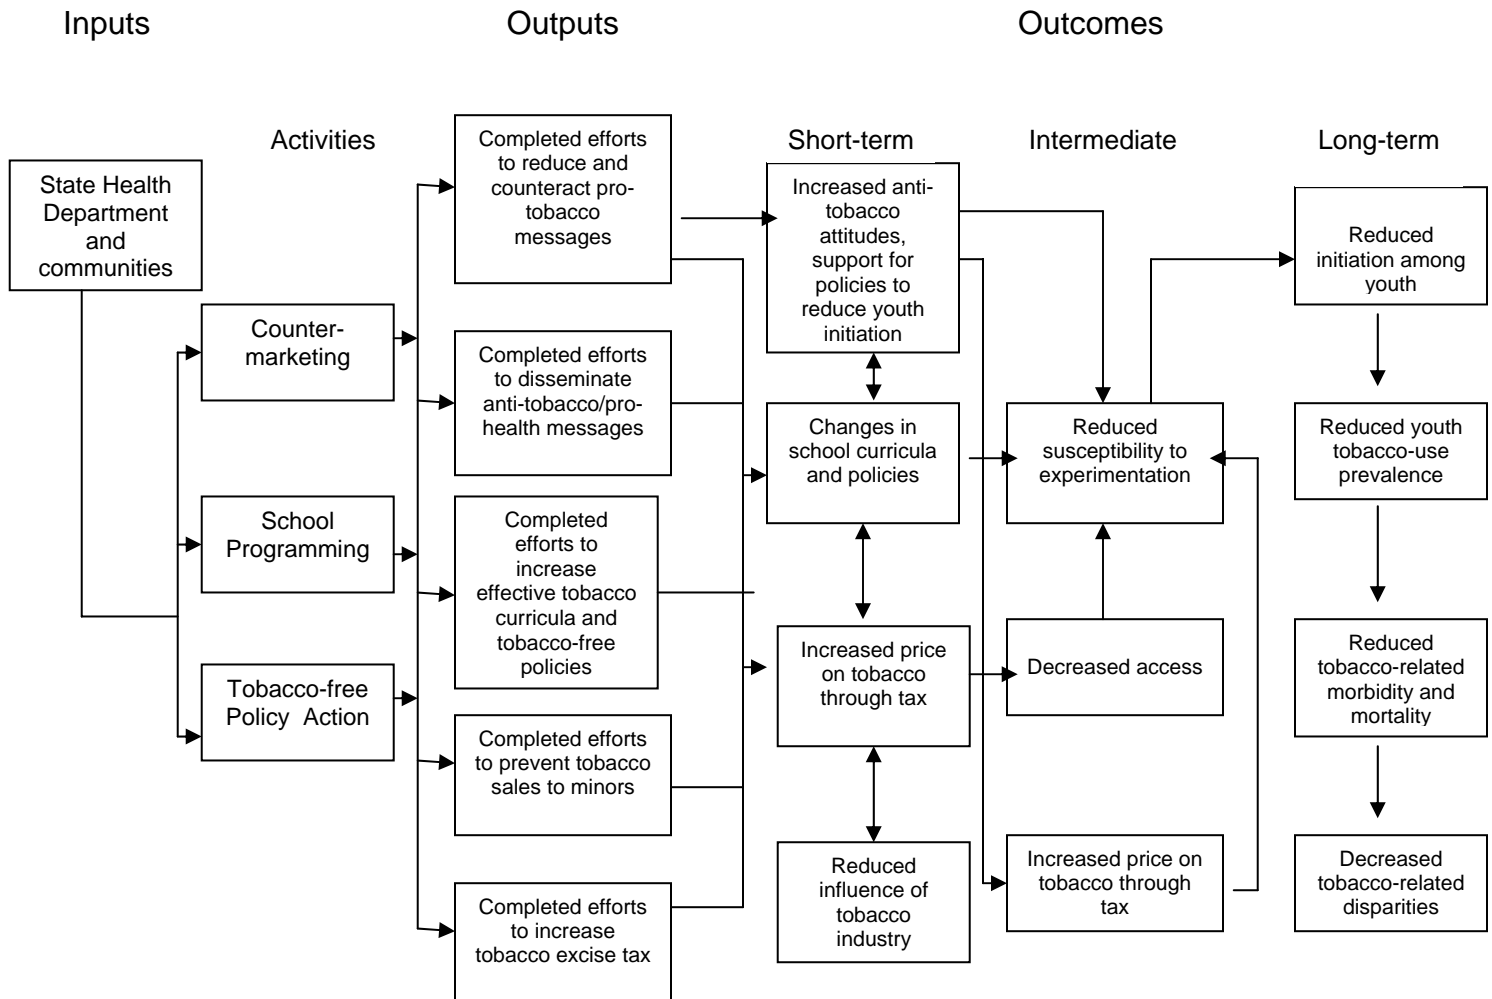 Inputs
Outputs
Outcomes
Activities
Short-term
Intermediate
Long-term
State Health
Department
and
communities
Counter-
marketing
School
Programming
Tobacco-free
Policy Action
Completed efforts
to reduce and
counteract pro-
tobacco
messages
Completed efforts
to disseminate
anti-tobacco/pro-
health messages
Completed
efforts to
increase
effective tobacco
curricula and
tobacco-free
policies
Completed efforts
to prevent tobacco
sales to minors
Completed efforts
to increase
tobacco excise tax
Increased anti-
tobacco
attitudes,
support for
policies to
reduce youth
initiation
Changes in
school curricula
and policies
Increased price
on tobacco
through tax
Reduced
influence of
tobacco
industry
Reduced
susceptibility to
experimentation
Decreased access
Increased price on
tobacco through
tax
Reduced
initiation among
youth
Reduced youth
tobacco-use
prevalence
Reduced
tobacco-related
morbidity and
mortality
Decreased
tobacco-related
disparities